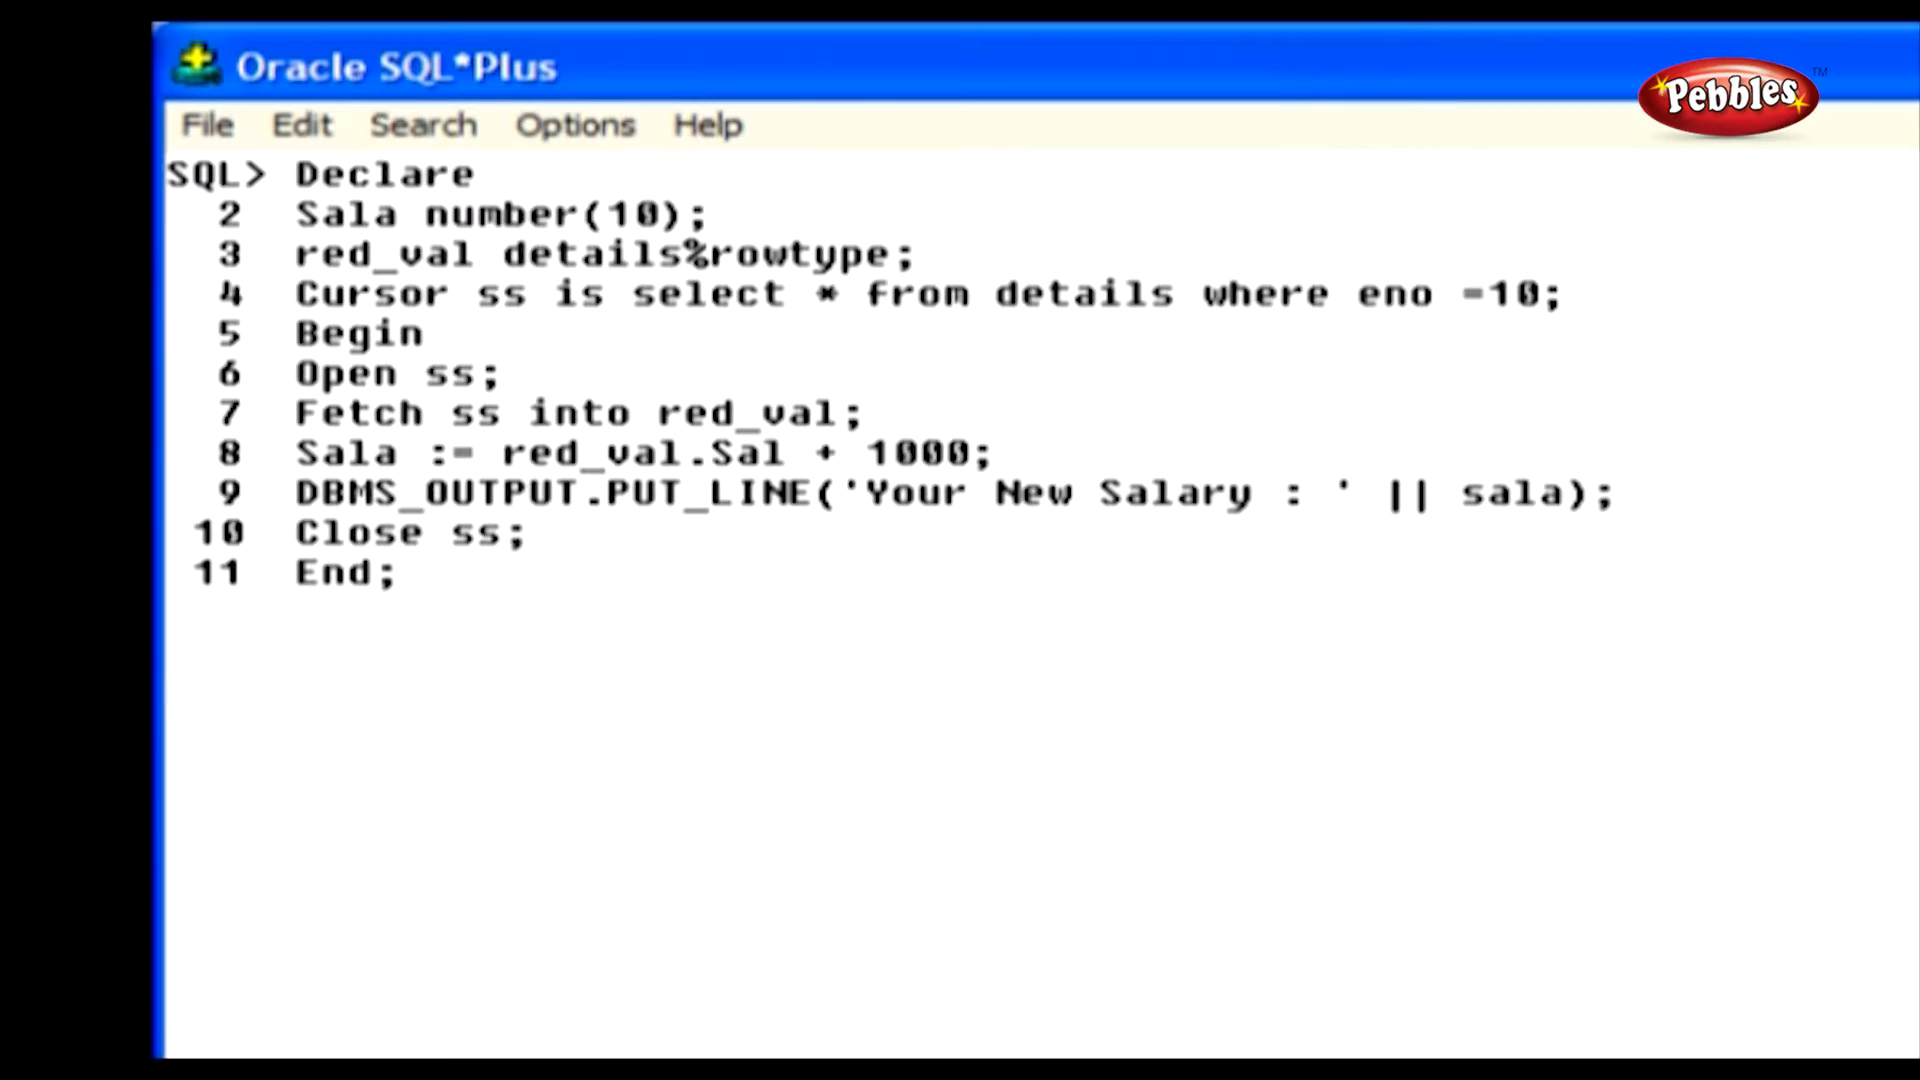 Oracle SQL*Plus
Pebbles™
File Edit Search Options Help
SQL> Declare
2 Sala number(10);
3 red_val details%rowtype;
4 Cursor ss is select * from details where eno =10;
5 Begin
6 Open ss;
7 Fetch ss into red_val;
8 Sala := red_val.Sal + 1000;
9 DBMS_OUTPUT.PUT_LINE('Your New Salary : ' || sala);
10 Close ss;
11 End;